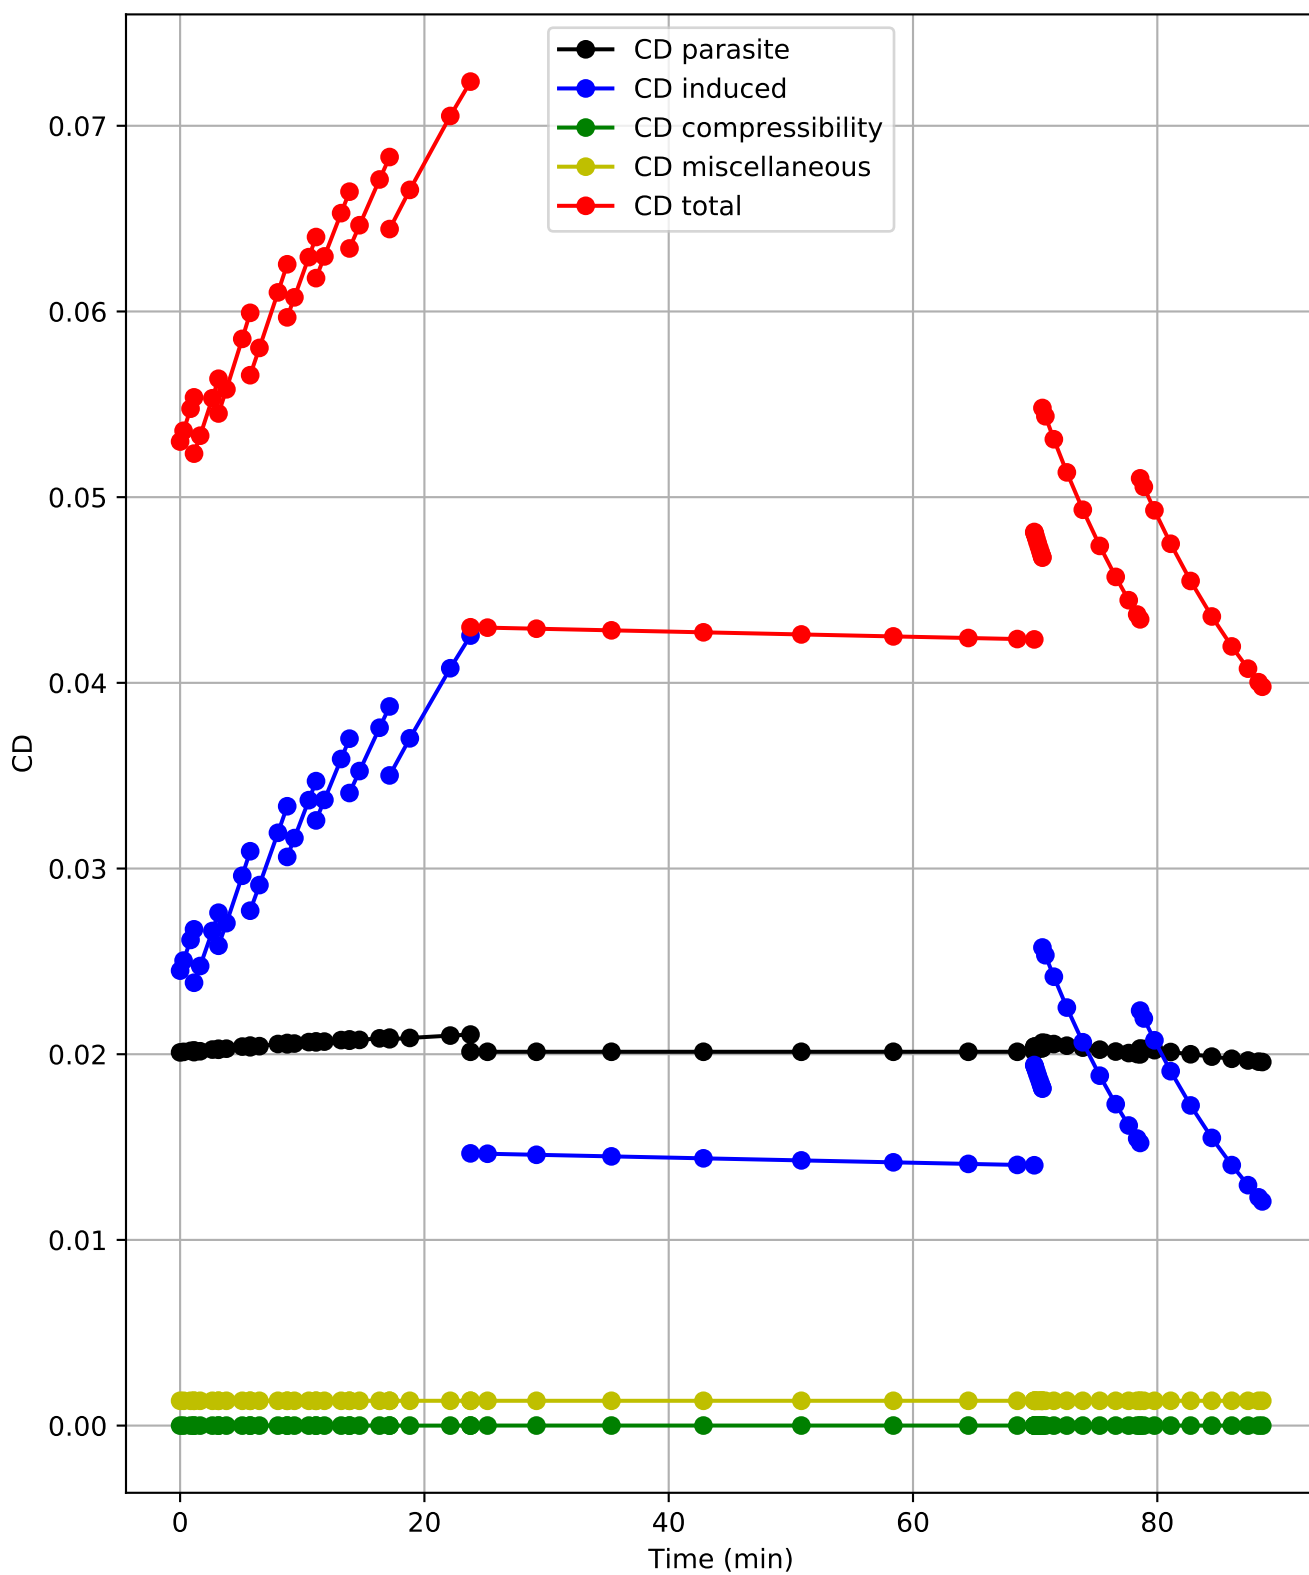 CD parasite
CD induced
CD compressibility
CD miscellaneous
CD total
0.07
0.06
0.05
0.04
0.03
0.02
0.01
0.00
CD
0 20 40 60 80
Time (min)